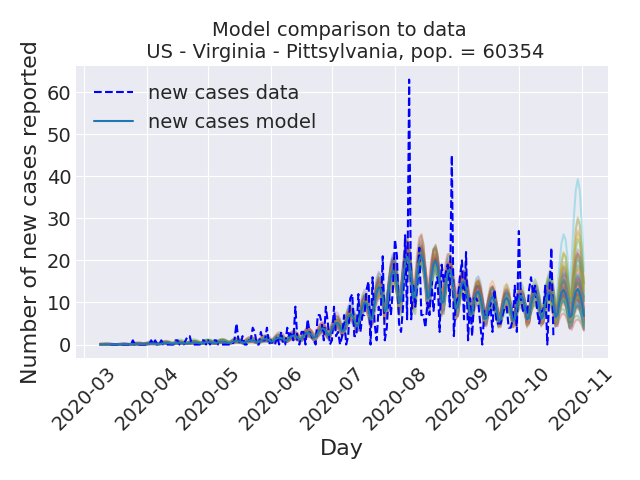 Model comparison to data
US - Virginia - Pittsylvania, pop. = 60354
Number of new cases reported
60
50
40
30
20
10
0
new cases data
new cases model
2020-03
2020-04
2020-05
2020-06
2020-07
2020-08
2020-09
2020-10
2020-11
Day